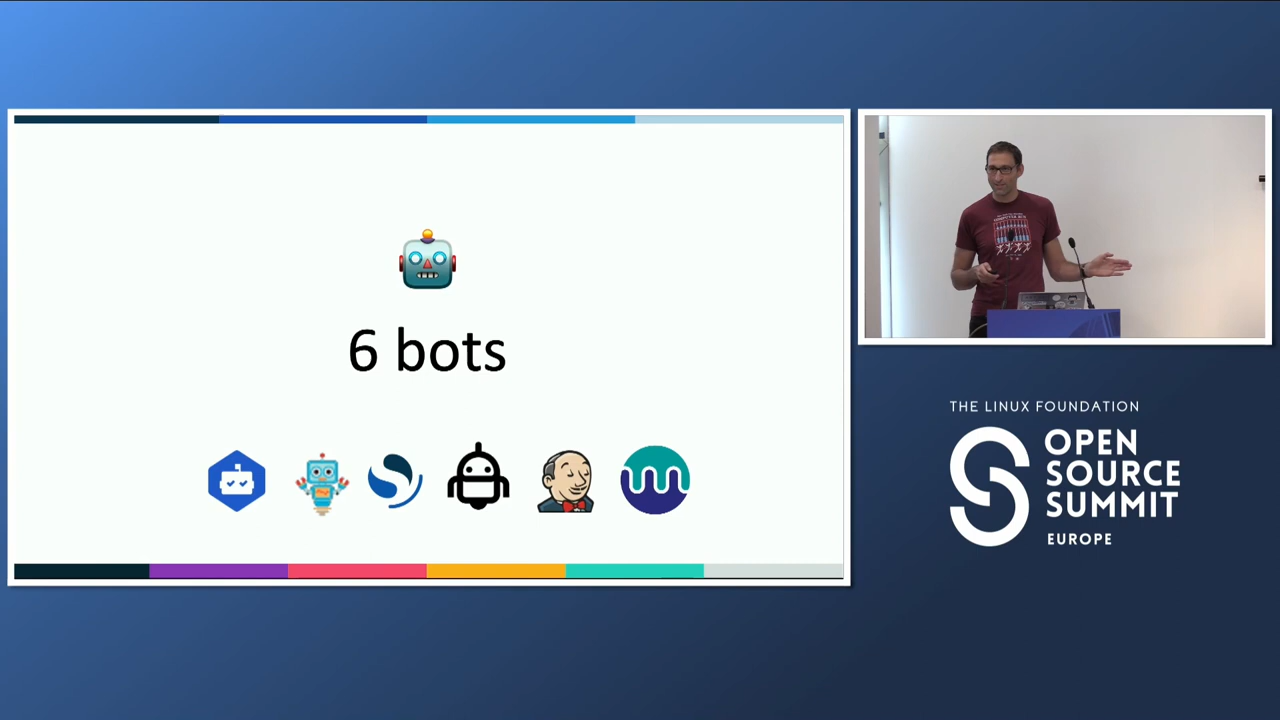 6 bots
THE LINUX FOUNDATION
OPEN
SOURCE
SUMMIT
EUROPE